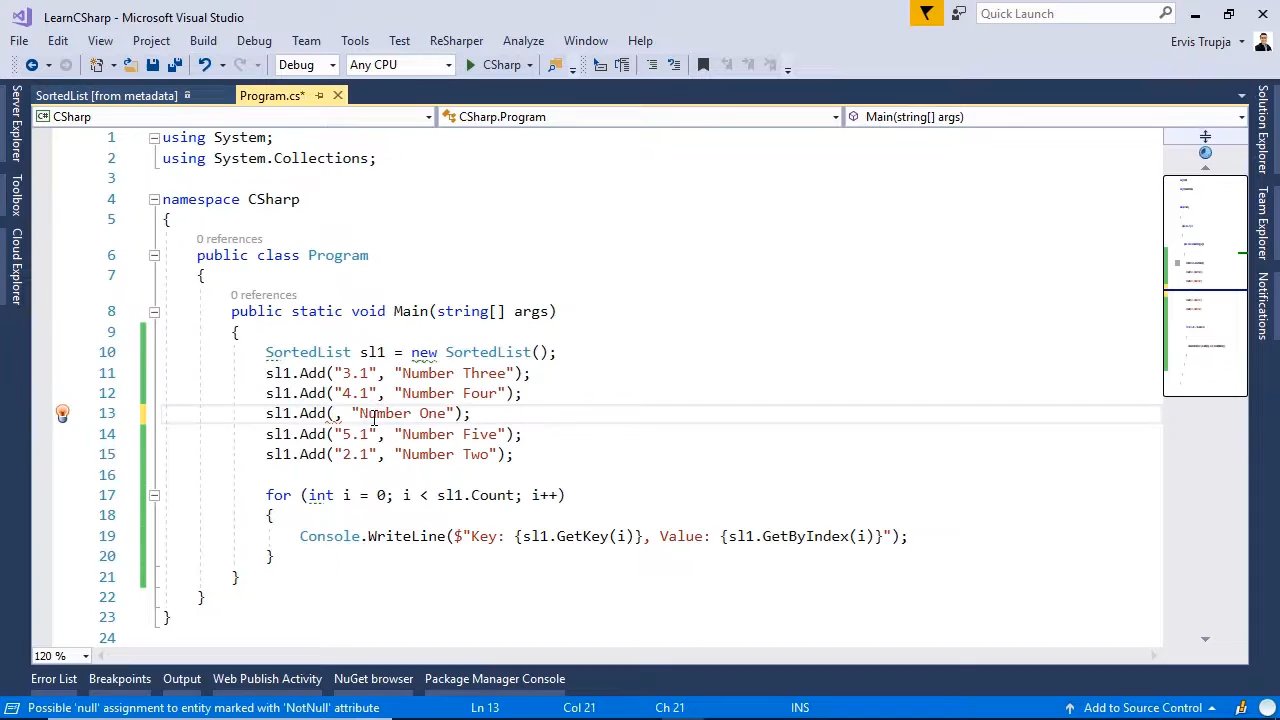 LearnCSharp - Microsoft Visual Studio
Quick Launch
File Edit View Project Build Debug Team Tools Test ReSharper Analyze Window Help
Ervis Trupja
Debug Any CPU CSharp
SortedList [from metadata] Program.cs*
CSharp CSharp.Program Main(string[] args)
Server Explorer
Toolbox
Cloud Explorer
1 using System;
2 using System.Collections;
3
4 namespace CSharp
5 {
0 references
6 public class Program
7 {
0 references
8 public static void Main(string[] args)
9 {
10 SortedList sl1 = new SortedList();
11 sl1.Add("3.1", "Number Three");
12 sl1.Add("4.1", "Number Four");
13 sl1.Add(, "Number One");
14 sl1.Add("5.1", "Number Five");
15 sl1.Add("2.1", "Number Two");
16
17 for (int i = 0; i < sl1.Count; i++)
18 {
19 Console.WriteLine($"Key: {sl1.GetKey(i)}, Value: {sl1.GetByIndex(i)}");
20 }
21 }
22 }
23 }
24
Solution Explorer
Team Explorer
Notifications
120 %
Error List Breakpoints Output Web Publish Activity NuGet browser Package Manager Console
Possible 'null' assignment to entity marked with 'NotNull' attribute Ln 13 Col 21 Ch 21 INS Add to Source Control